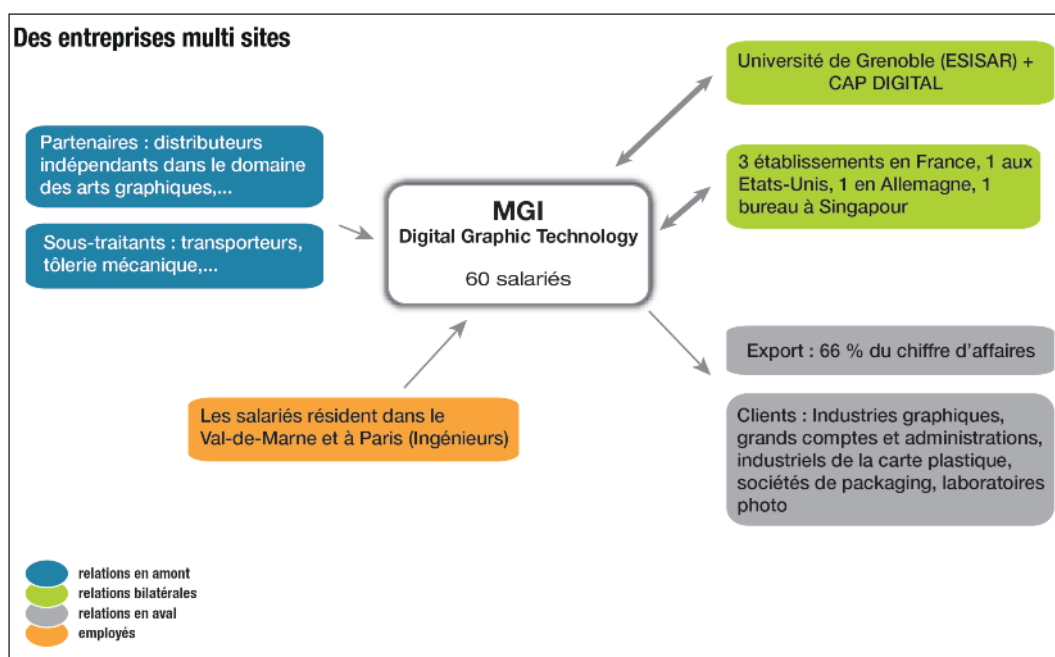 Des entreprises multi sites
Université de Grenoble (ESISAR) +
CAP DIGITAL
Partenaires : distributeurs
indépendants dans le domaine
des arts graphiques,...
3 établissements en France, 1 aux
Etats-Unis, 1 en Allemagne, 1
bureau à Singapour
MGI
Digital Graphic Technology
60 salariés
Sous-traitants : transporteurs,
tôlerie mécanique,...
Export : 66 % du chiffre d'affaires
Les salariés résident dans le
Val-de-Marne et à Paris (Ingénieurs)
Clients : Industries graphiques,
grands comptes et administrations,
industriels de la carte plastique,
sociétés de packaging, laboratoires
photo
relations en amont
relations bilatérales
relations en aval
employés